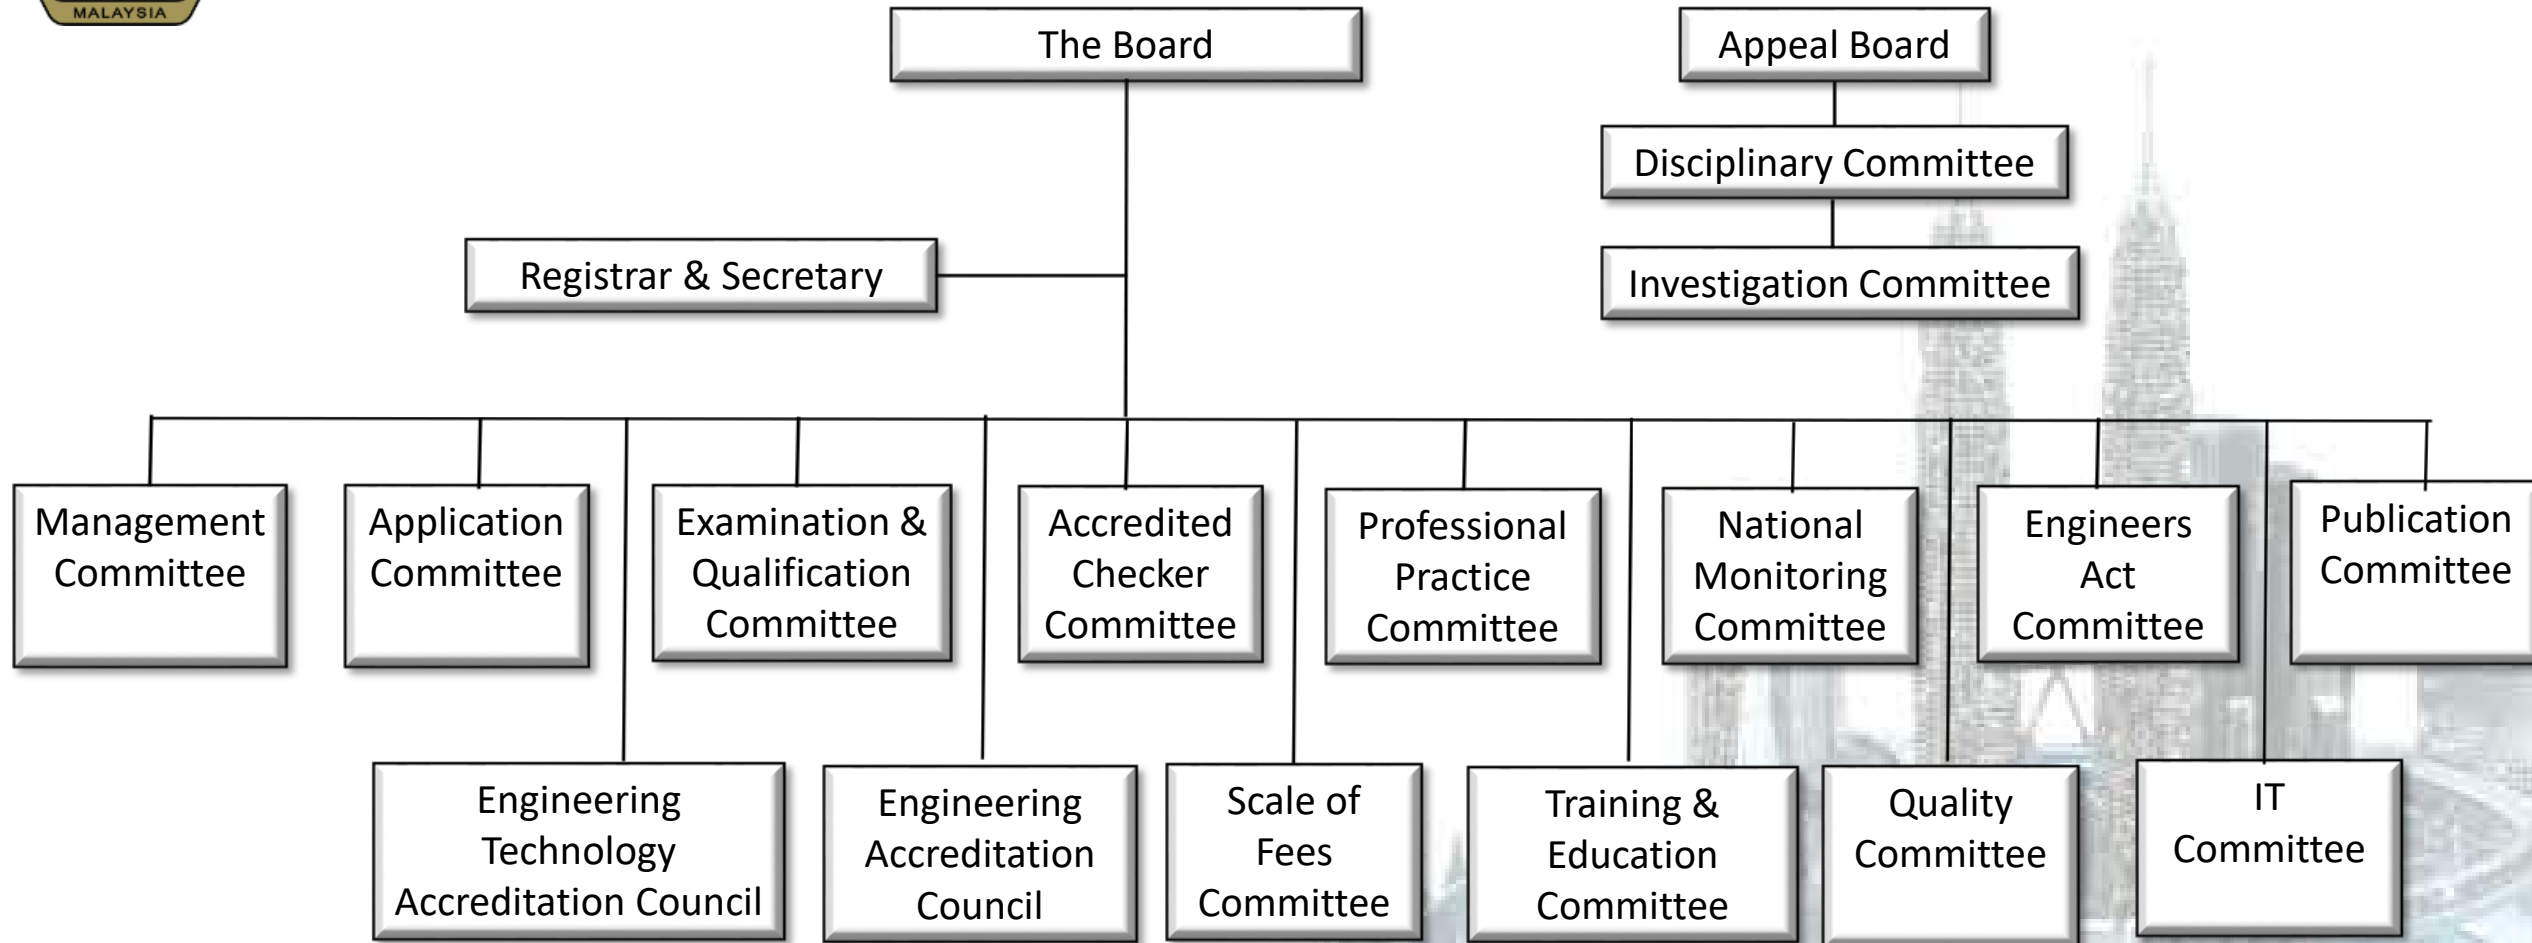 MALAYSIA
The Board
Appeal Board
Disciplinary Committee
Registrar & Secretary
Investigation Committee
Management
Committee
Application
Committee
Examination &
Qualification
Committee
Accredited
Checker
Committee
Professional
Practice
Committee
National
Monitoring
Committee
Engineers
Act
Committee
Publication
Committee
Engineering
Technology
Accreditation Council
Engineering
Accreditation
Council
Scale of
Fees
Committee
Training &
Education
Committee
Quality
Committee
IT
Committee